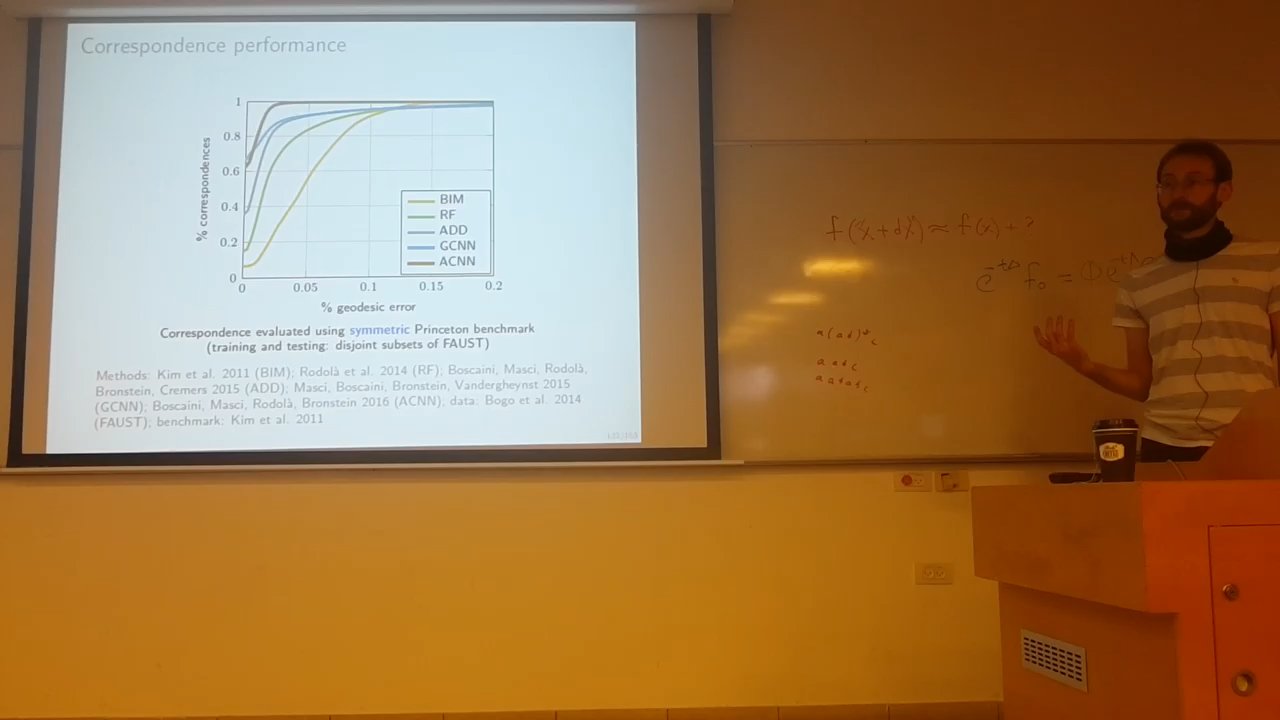 Correspondence performance
% correspondences
1
0.8
0.6
0.4
0.2
0
0 0.05 0.1 0.15 0.2
BIM
RF
ADD
GCNN
ACNN
% geodesic error
Correspondence evaluated using symmetric Princeton benchmark
(training and testing: disjoint subsets of FAUST)
Methods: Kim et al. 2011 (BIM); Rodolà et al. 2014 (RF); Boscaini, Masci, Rodolà,
Bronstein, Cremers 2015 (ADD); Masci, Boscaini, Bronstein, Vandergheynst 2015
(GCNN); Boscaini, Masci, Rodolà, Bronstein 2016 (ACNN); data: Bogo et al. 2014
(FAUST); benchmark: Kim et al. 2011
f("x+dx") ≈ f(x) + ?